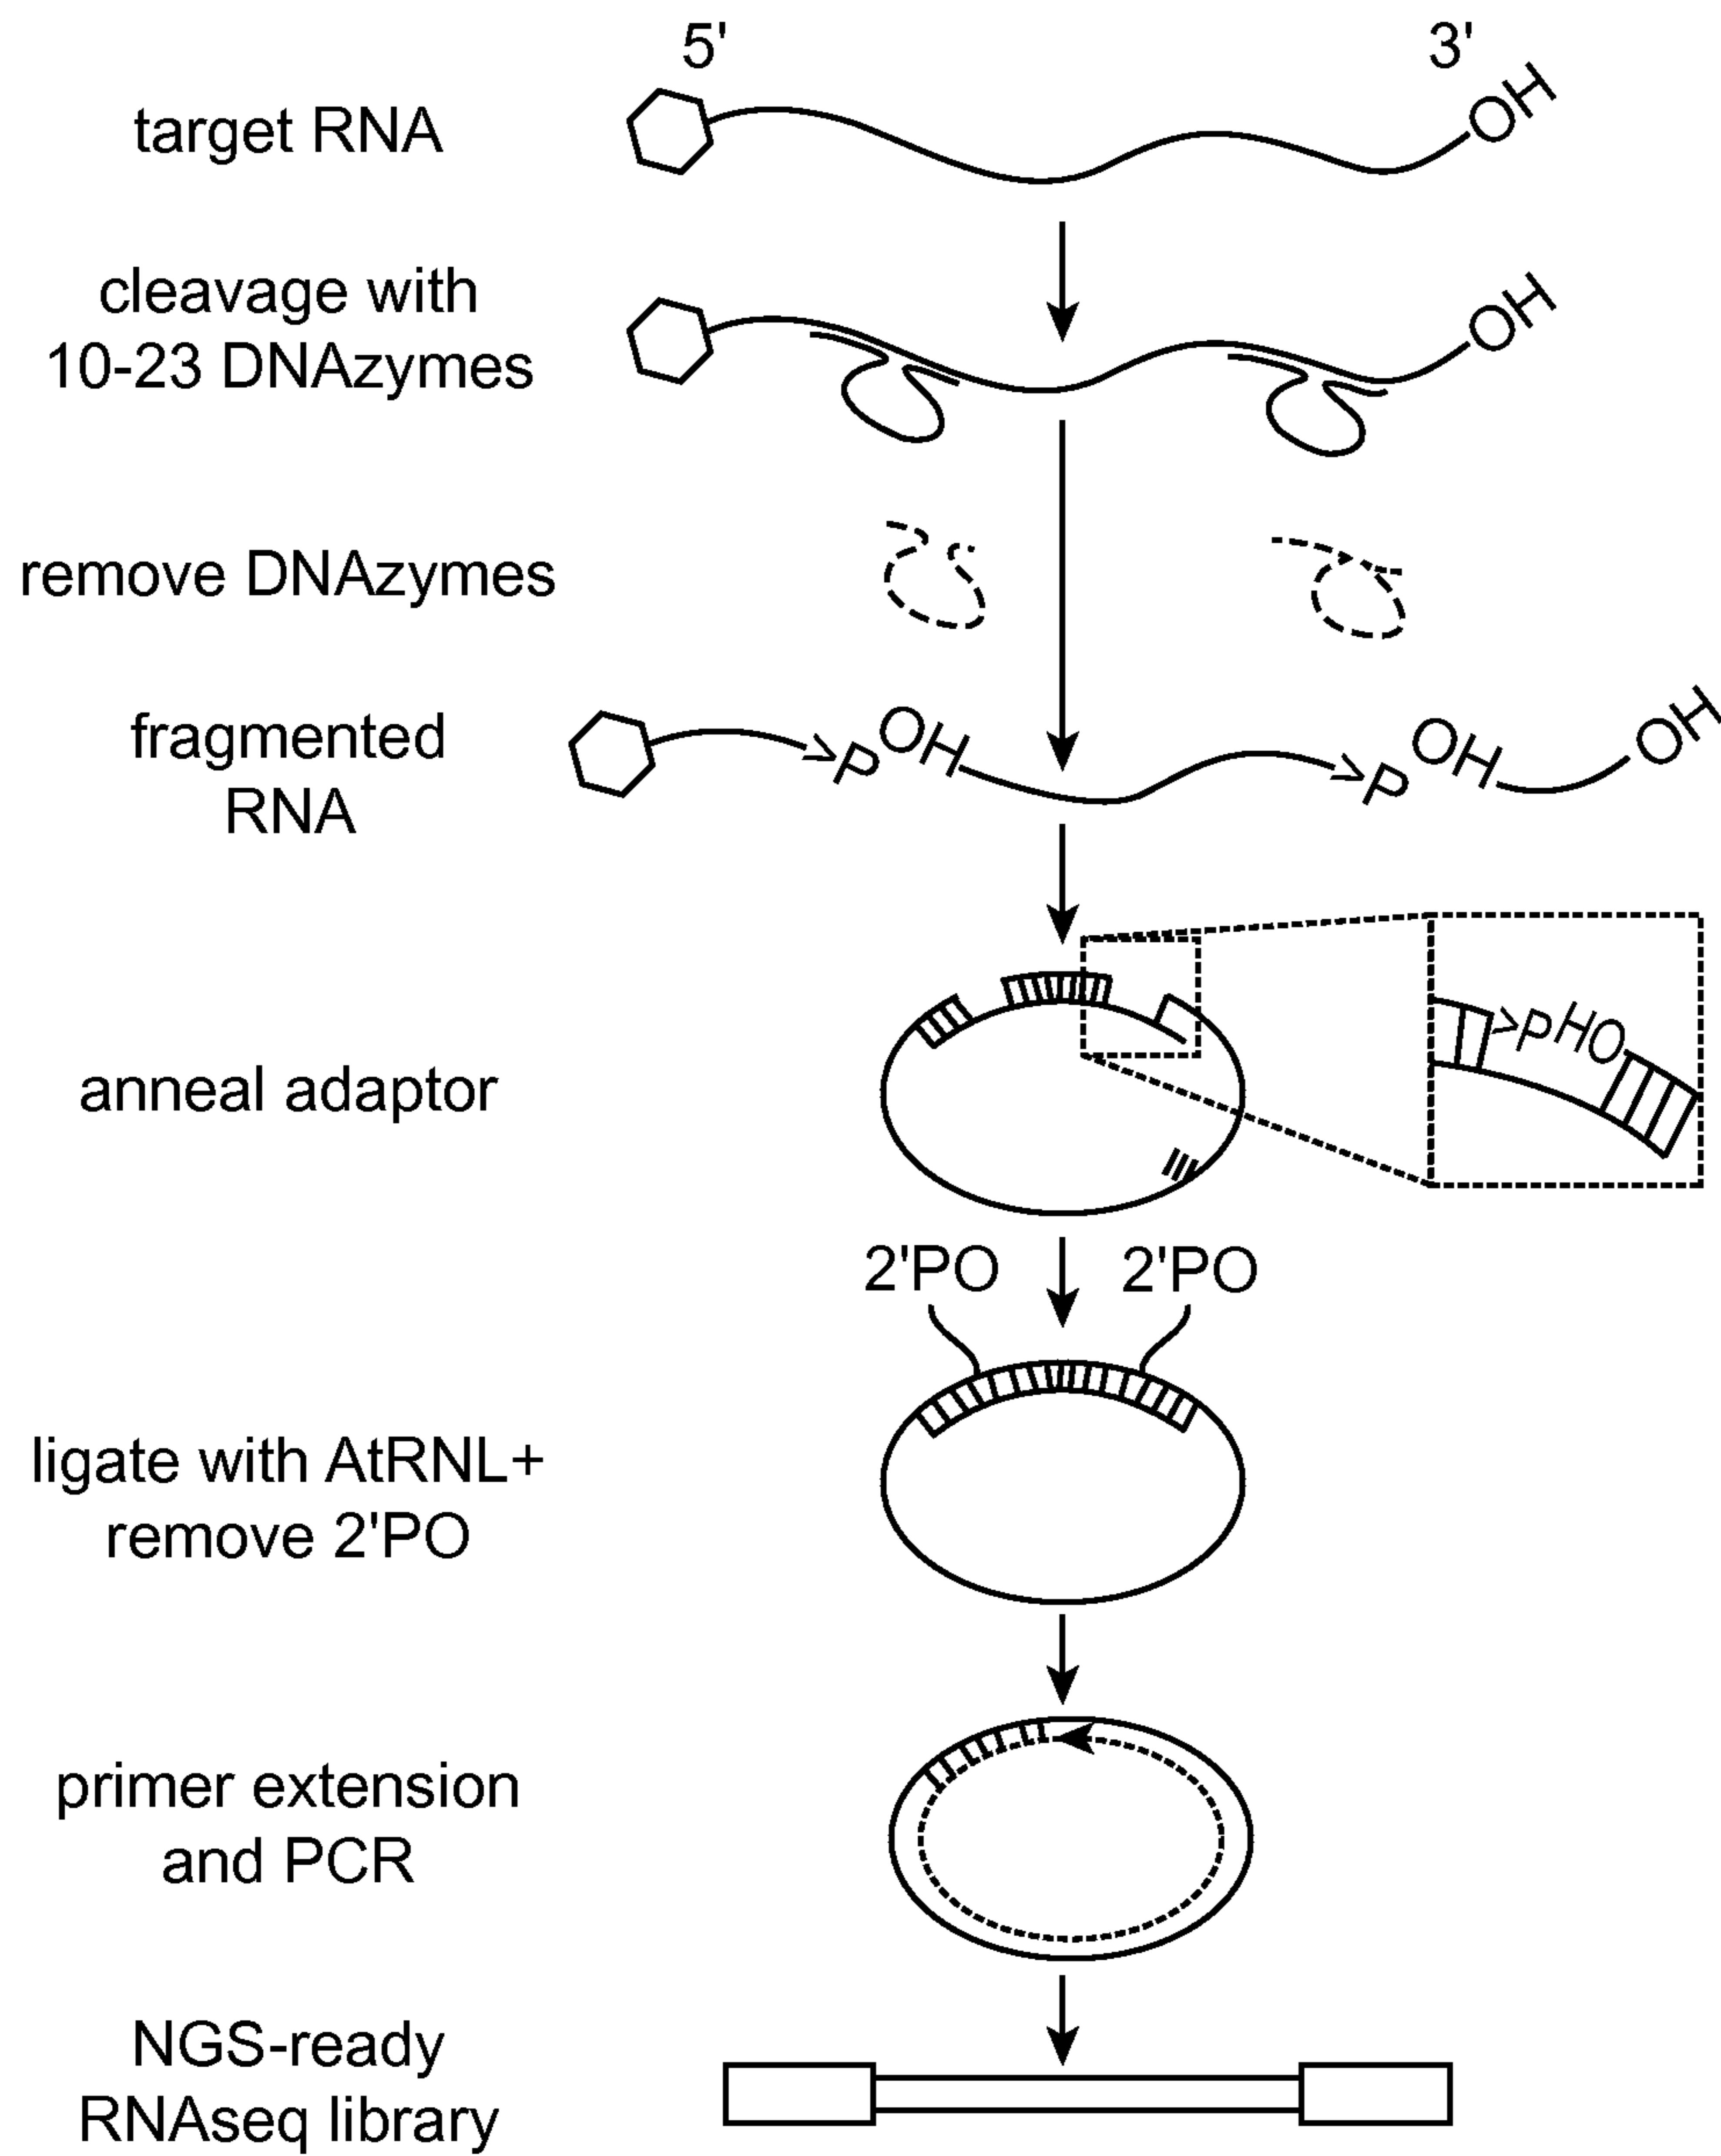 5' 3'
target RNA
OH
cleavage with
10-23 DNAzymes
OH
remove DNAzymes
fragmented
RNA
>P OH >P OH OH
anneal adaptor
>P HO
2'PO 2'PO
ligate with AtRNL+
remove 2'PO
primer extension
and PCR
NGS-ready
RNAseq library